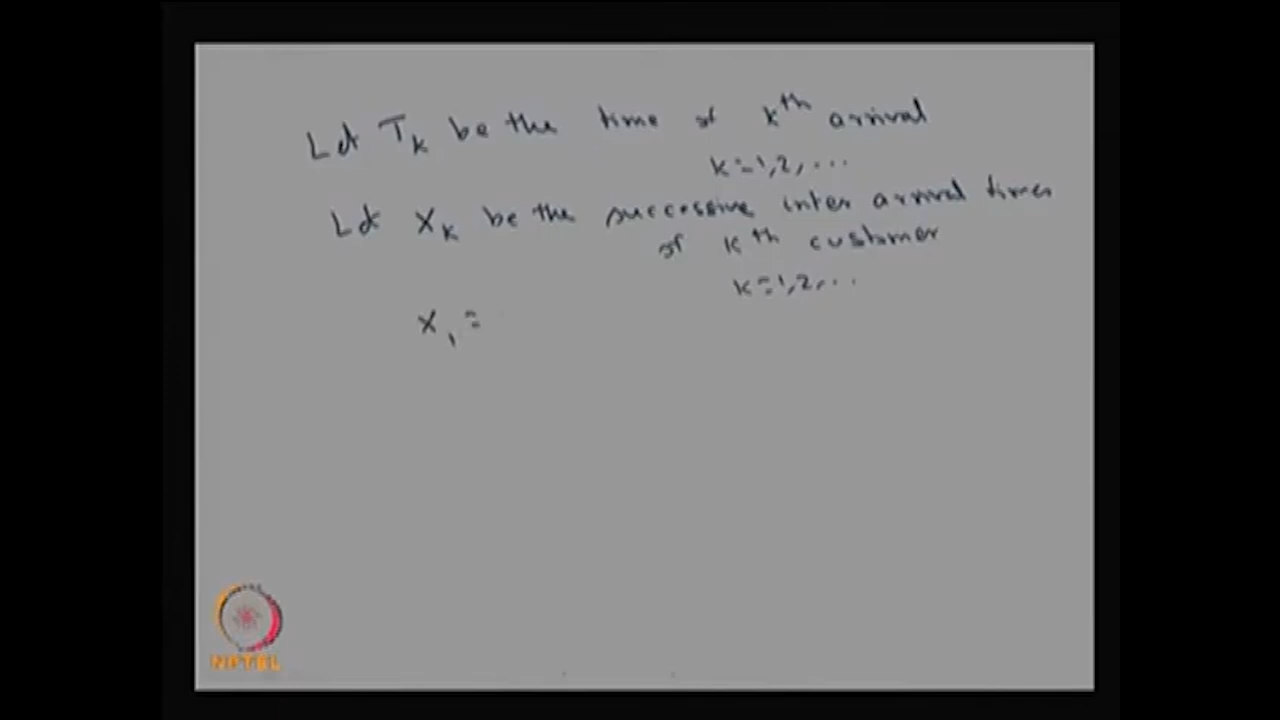 Let T_k be the time of k^th arrival
k=1,2,...
Let X_k be the successive inter arrival times
of k^th customer
k=1,2,...
X_1 =
NPTEL